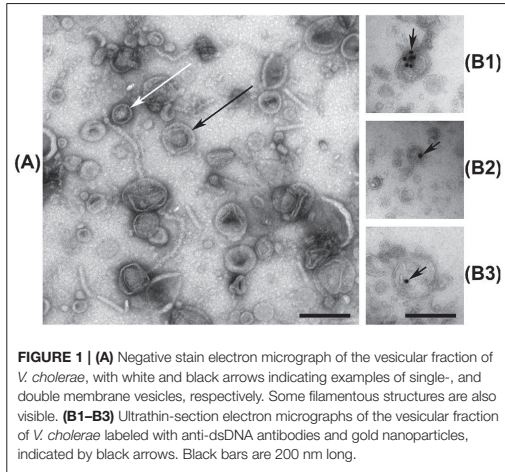 (A)
(B1)
(B2)
(B3)
FIGURE 1 | (A) Negative stain electron micrograph of the vesicular fraction of
V. cholerae, with white and black arrows indicating examples of single-, and
double membrane vesicles, respectively. Some filamentous structures are also
visible. (B1–B3) Ultrathin-section electron micrographs of the vesicular fraction
of V. cholerae labeled with anti-dsDNA antibodies and gold nanoparticles,
indicated by black arrows. Black bars are 200 nm long.